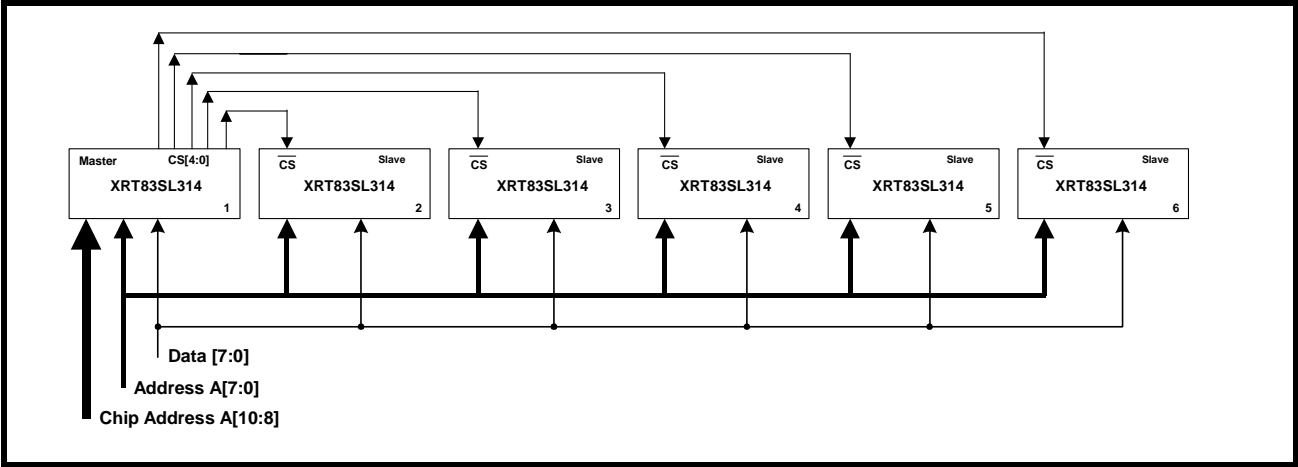 Master CS[4:0]
XRT83SL314
1
CS Slave
XRT83SL314
2
CS Slave
XRT83SL314
3
CS Slave
XRT83SL314
4
CS Slave
XRT83SL314
5
CS Slave
XRT83SL314
6
Data [7:0]
Address A[7:0]
Chip Address A[10:8]